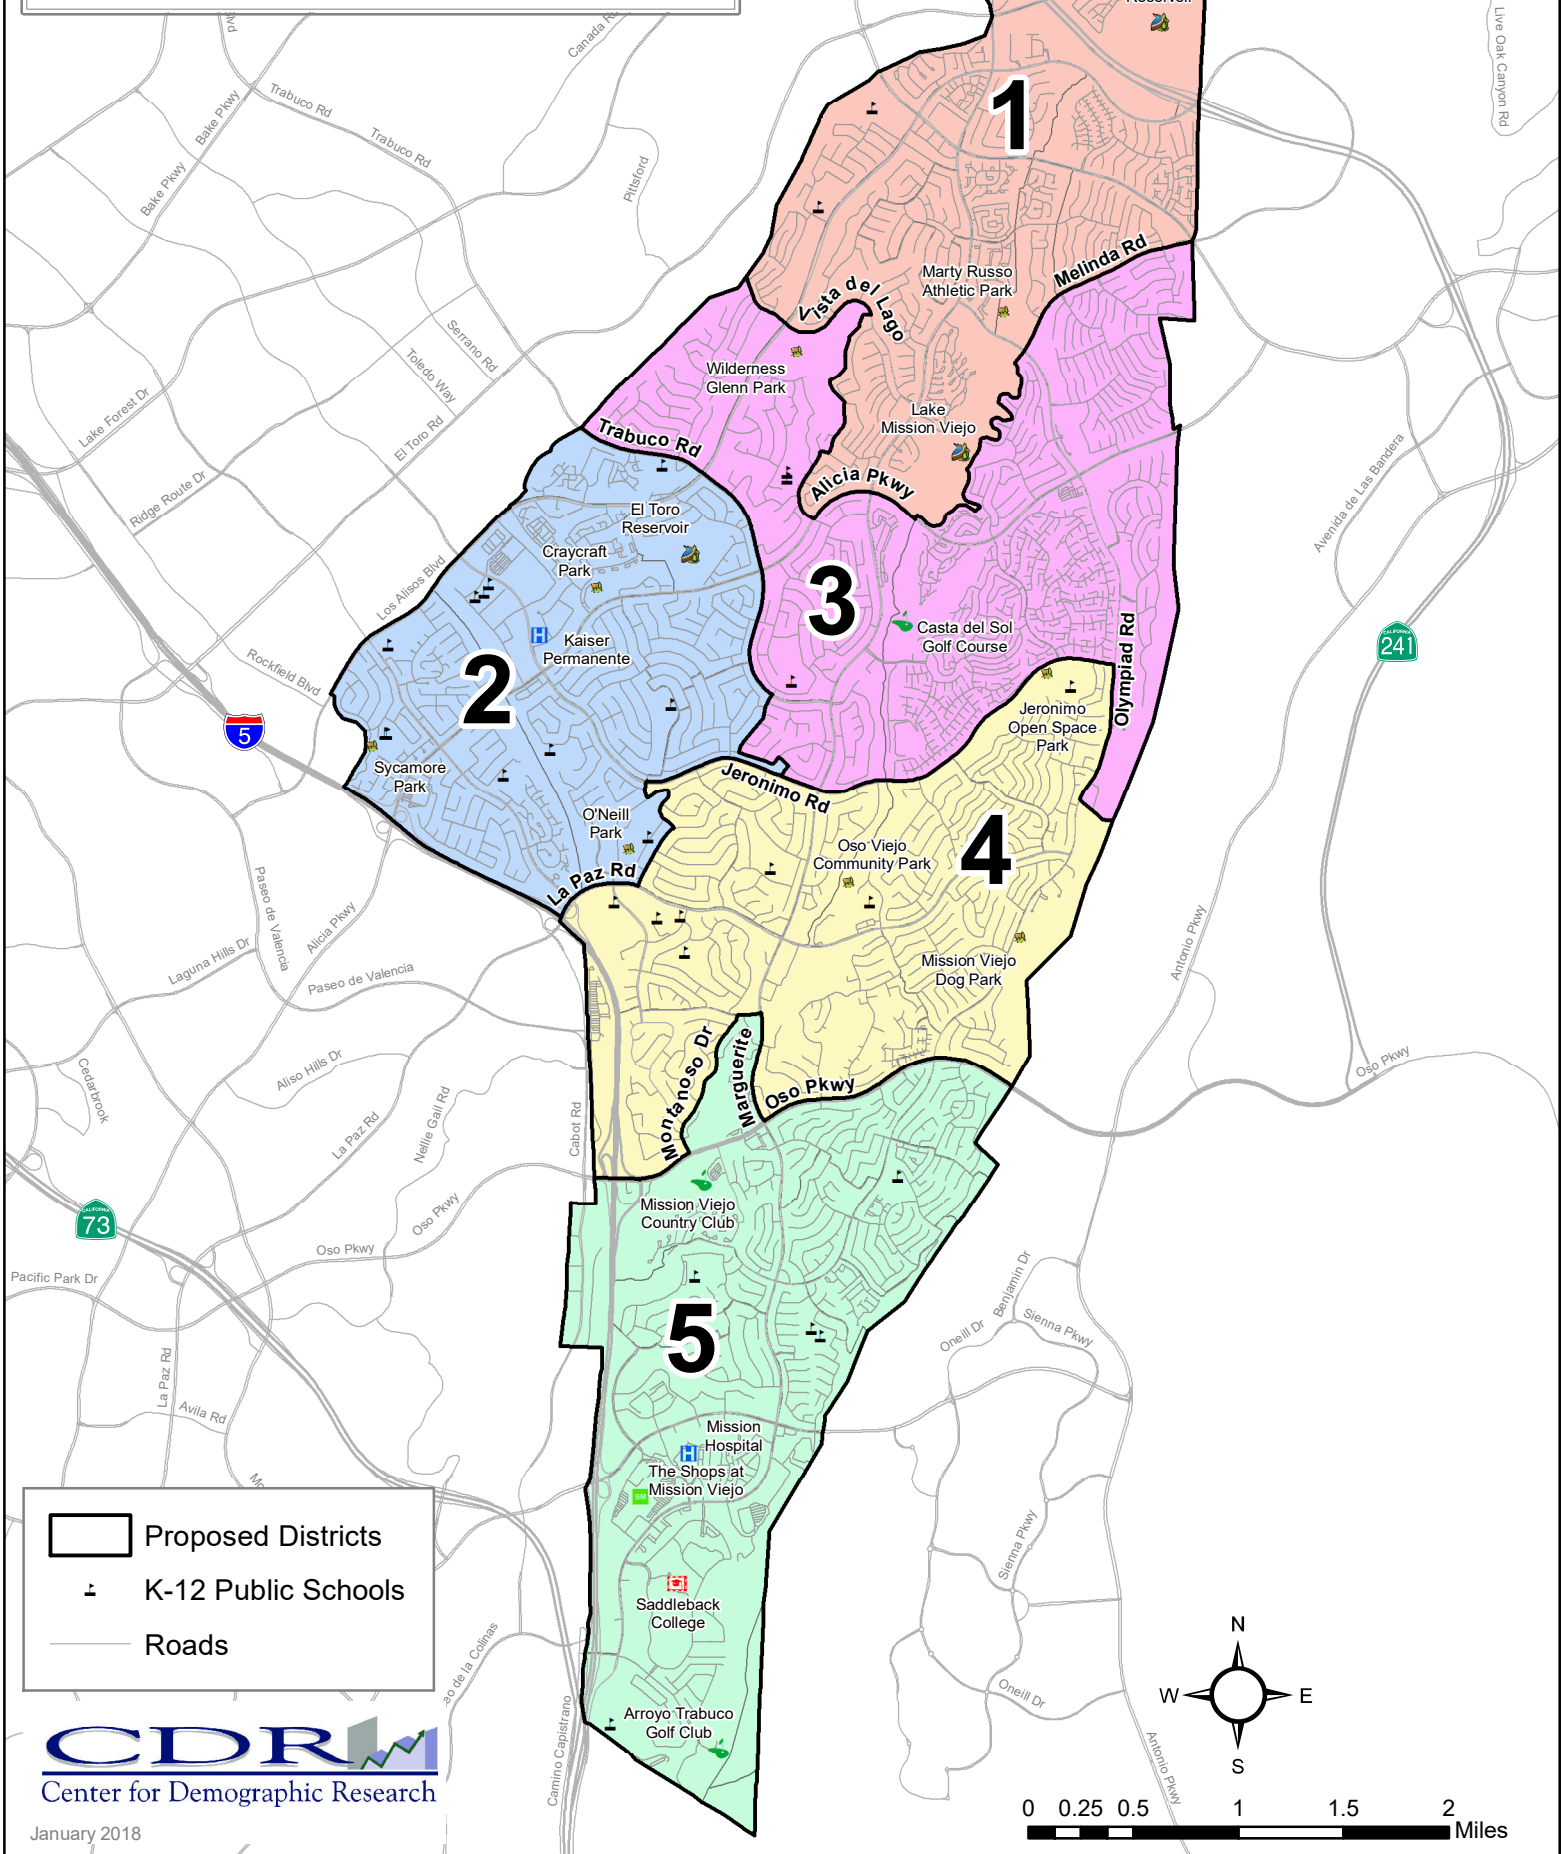 Reservoir
Live Oak Canyon Rd
Canada Rd
Blvd
Trabuco Rd
Bake Pkwy
Trabuco Rd
Bake Pkwy
Pittsford
1
Melinda Rd
Marty Russo
Athletic Park
Vista del Lago
Serrano Rd
Toledo Way
Wilderness
Glenn Park
Lake Forest Dr
El Toro Rd
Lake
Mission Viejo
Trabuco Rd
Alicia Pkwy
Ridge Route Dr
Avenida de Las Bandera
El Toro
Reservoir
Craycraft
Park
Los Alisos Blvd
3
Casta del Sol
Golf Course
H
Kaiser
Permanente
Olympiad Rd
CALIFORNIA
241
2
Rockfield Blvd
5
Jeronimo
Open Space
Park
Sycamore
Park
Jeronimo Rd
O'Neill
Park
4
Oso Viejo
Community Park
La Paz Rd
Paseo de Valencia
Alicia Pkwy
Laguna Hills Dr
Paseo de Valencia
Antonio Pkwy
Mission Viejo
Dog Park
Montanoso Dr
Marguerite
Oso Pkwy
Oso Pkwy
Cedarbrook
Aliso Hills Dr
La Paz Rd
Nellie Gail Rd
Cabot Rd
CALIFORNIA
73
Oso Pkwy
Oso Pkwy
Pacific Park Dr
Mission Viejo
Country Club
Benjamin Dr
Oneill Dr
Sienna Pkwy
5
La Paz Rd
Avila Rd
Mission
Hospital
H
The Shops at
Mission Viejo
SM
Sienna Pkwy
Saddleback
College
Oneill Dr
Arroyo Trabuco
Golf Club
Camino Capistrano
Antonio Pkwy
eo de la Colinas
Proposed Districts
K-12 Public Schools
Roads
CDR
Center for Demographic Research
January 2018
N
W E
S
0 0.25 0.5 1 1.5 2
Miles